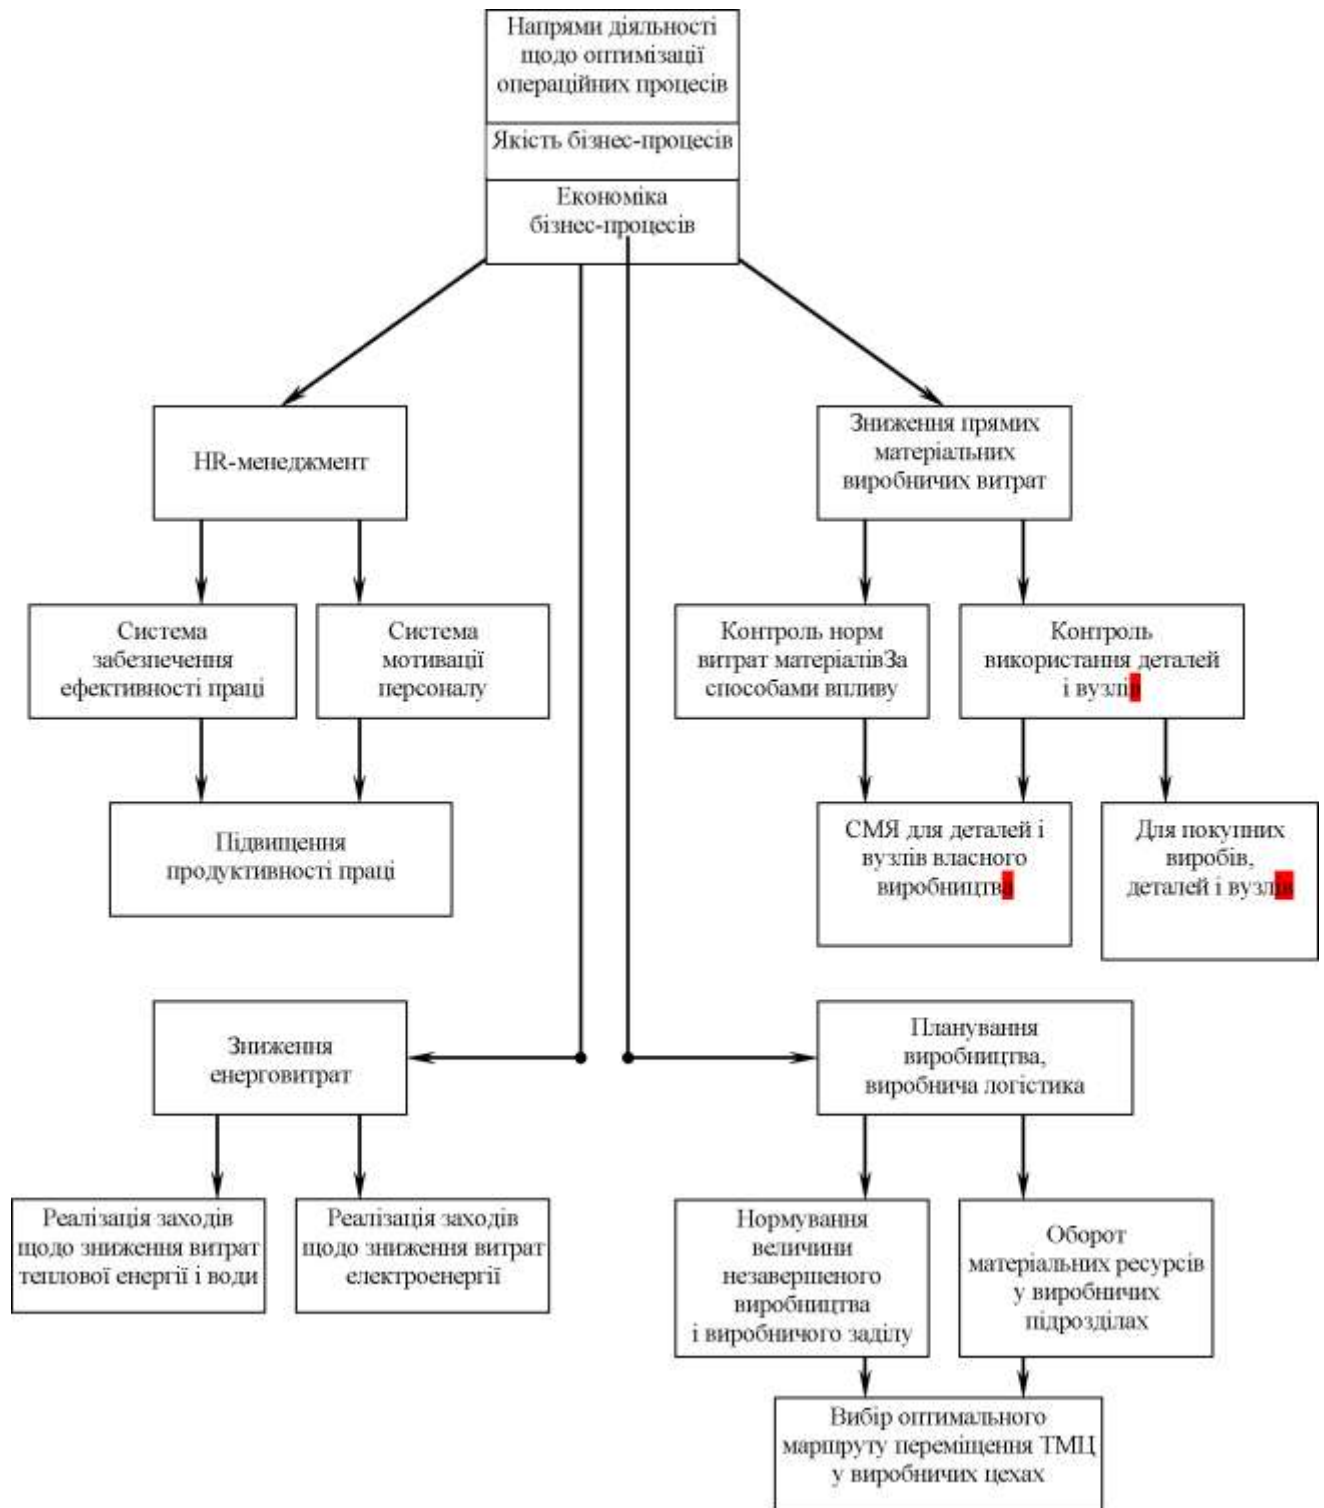 Напрями діяльності
щодо оптимізації
операційних процесів
Якість бізнес-процесів
Економіка
бізнес-процесів
HR-менеджмент
Зниження прямих
матеріальних
виробничих витрат
Система
забезпечення
ефективності праці
Система
мотивації
персоналу
Контроль норм
витрат матеріалівЗа
способами впливу
Контроль
використання деталей
і вузлів
Підвищення
продуктивності праці
СМЯ для деталей і
вузлів власного
виробництва
Для покупних
виробів,
деталей і вузлів
Зниження
енерговитрат
Планування
виробництва,
виробнича логістика
Реалізація заходів
щодо зниження витрат
теплової енергії і води
Реалізація заходів
щодо зниження витрат
електроенергії
Нормування
величини
незавершеного
виробництва
і виробничого заділу
Оборот
матеріальних ресурсів
у виробничих
підрозділах
Вибір оптимального
маршруту переміщення ТМЦ
у виробничих цехах